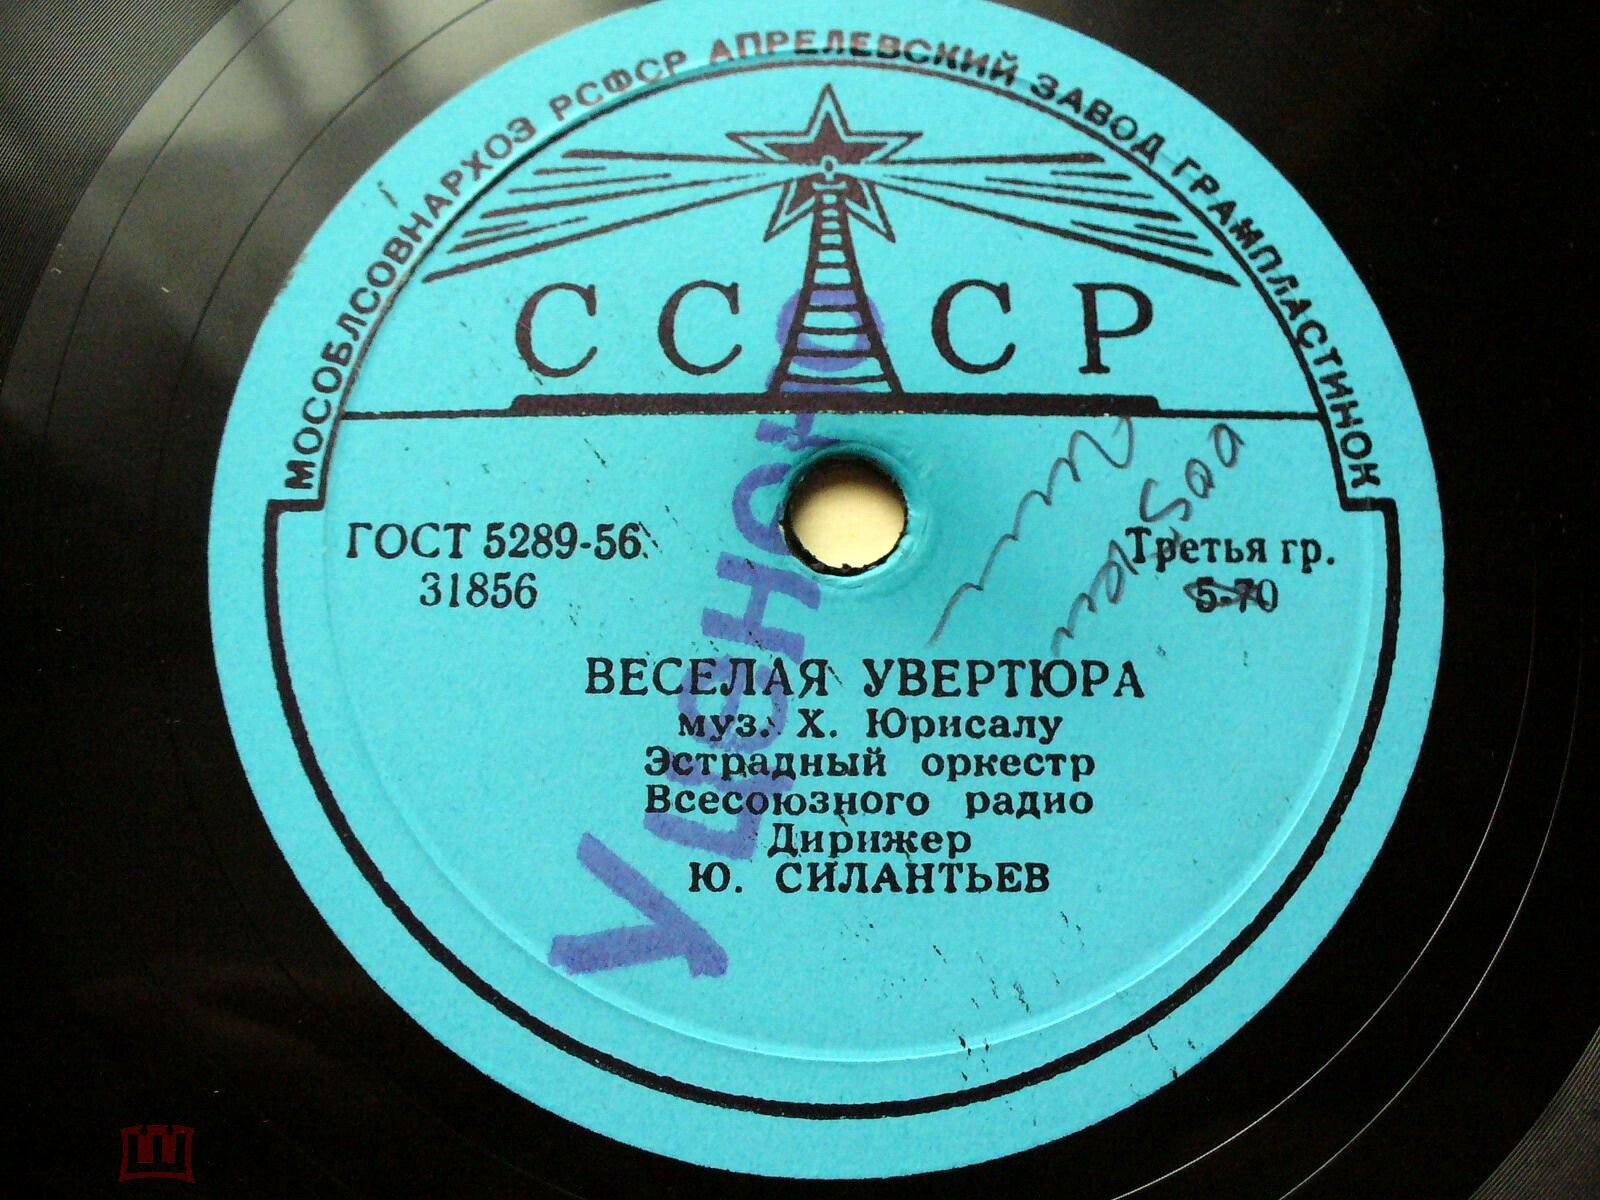 МОСОБЛСОВНАРХОЗ РСФСР АПРЕЛЕВСКИЙ ЗАВОД ГРАМПЛАСТИНОК
СССР
ГОСТ 5289-56
31856
Третья гр.
5-70
ВЕСЕЛАЯ УВЕРТЮРА
муз. Х. Юрисалу
Эстрадный оркестр
Всесоюзного радио
Дирижер
Ю. СИЛАНТЬЕВ
Уценено